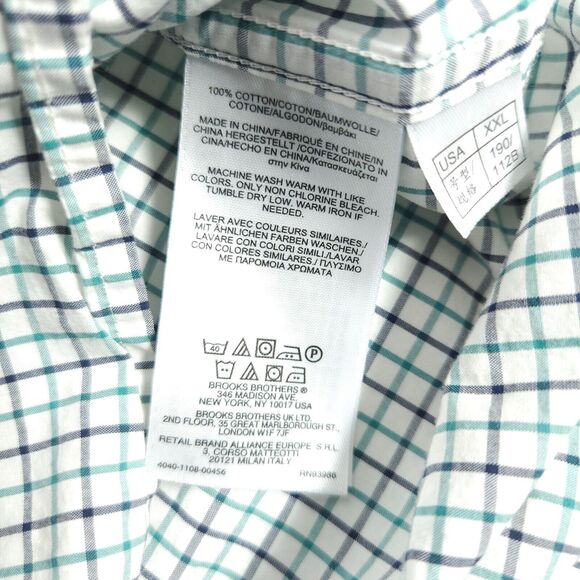 100% COTTON/COTON/BAUMWOLLE/
COTONE/ALGODON/βαμβάκι
MADE IN CHINA/FABRIQUÉ EN CHINE/IN
CHINA HERGESTELLT /CONFEZIONATO IN
CINA/HECHO EN CHINA/Κατασκευάζεται
στην Κίνα
MACHINE WASH WARM WITH LIKE
COLORS. ONLY NON CHLORINE BLEACH.
TUMBLE DRY LOW. WARM IRON IF
NEEDED.
LAVER AVEC COULEURS SIMILAIRES./
MIT ÄHNLICHEN FARBEN WASCHEN./
LAVARE CON COLORI SIMILI./LAVAR
CON COLORES SIMILARES./ ΠΛΥΣΙΜΟ
ΜΕ ΠΑΡΟΜΟΙΑ ΧΡΩΜΑΤΑ
40 P
BROOKS BROTHERS ®
346 MADISON AVE.
NEW YORK, NY 10017 USA
BROOKS BROTHERS UK LTD.
2ND FLOOR, 35 GREAT MARLBOROUGH ST.,
LONDON W1F 7JF
RETAIL BRAND ALLIANCE EUROPE S.R.L.
3, CORSO MATTEOTTI
20121 MILAN ITALY
4040-1108-00456 RN93936
USA XXL
号型 190/
规格 112B